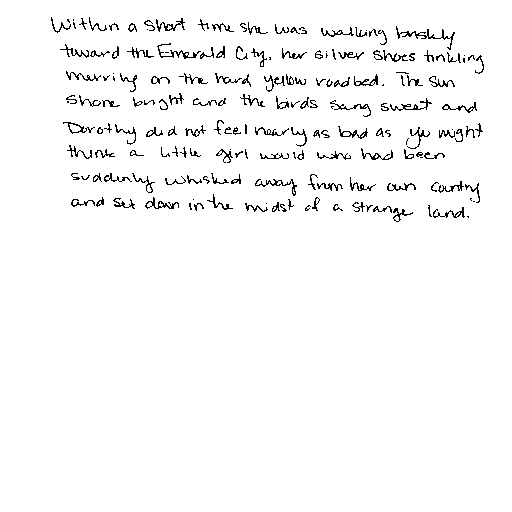 Within a short time she was walking briskly
toward the Emerald City, her silver shoes tinkling
merrily on the hard, yellow roadbed. The sun
shone bright and the birds sang sweet and
Dorothy did not feel nearly as bad as you might
think a little girl would who had been
suddenly whisked away from her own country
and set down in the midst of a strange land.